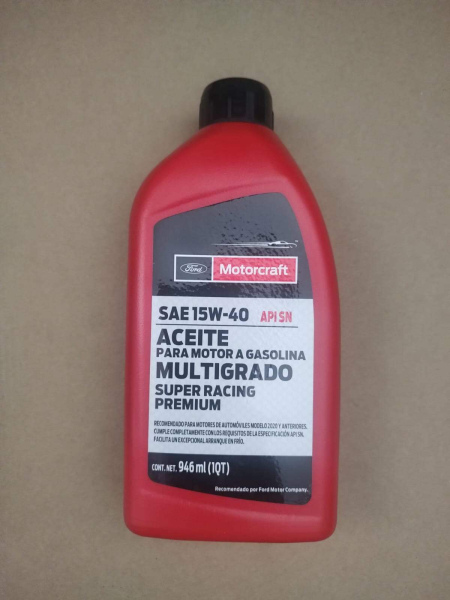 Ford Motorcraft
SAE 15W-40 API SN
ACEITE
PARA MOTOR A GASOLINA
MULTIGRADO
SUPER RACING
PREMIUM
RECOMENDADO PARA MOTORES DE AUTOMÓVILES MODELO 2020 Y ANTERIORES.
CUMPLE COMPLETAMENTE CON LOS REQUISITOS DE LA ESPECIFICACIÓN API SN.
FACILITA UN EXCEPCIONAL ARRANQUE EN FRÍO.
CONT. NET. 946 ml (1QT)
Recomendado por Ford Motor Company.